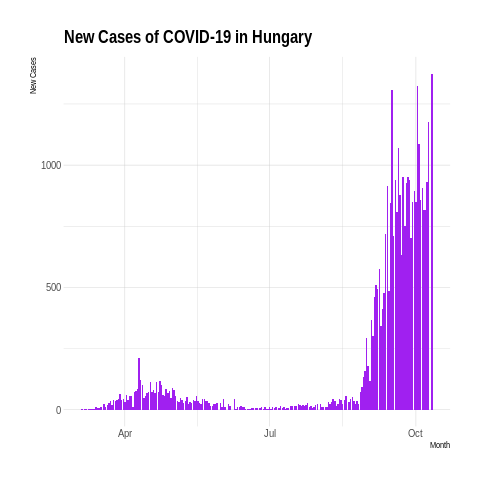 New Cases of COVID-19 in Hungary
New Cases
1000
500
0
Apr
Jul
Oct
Month